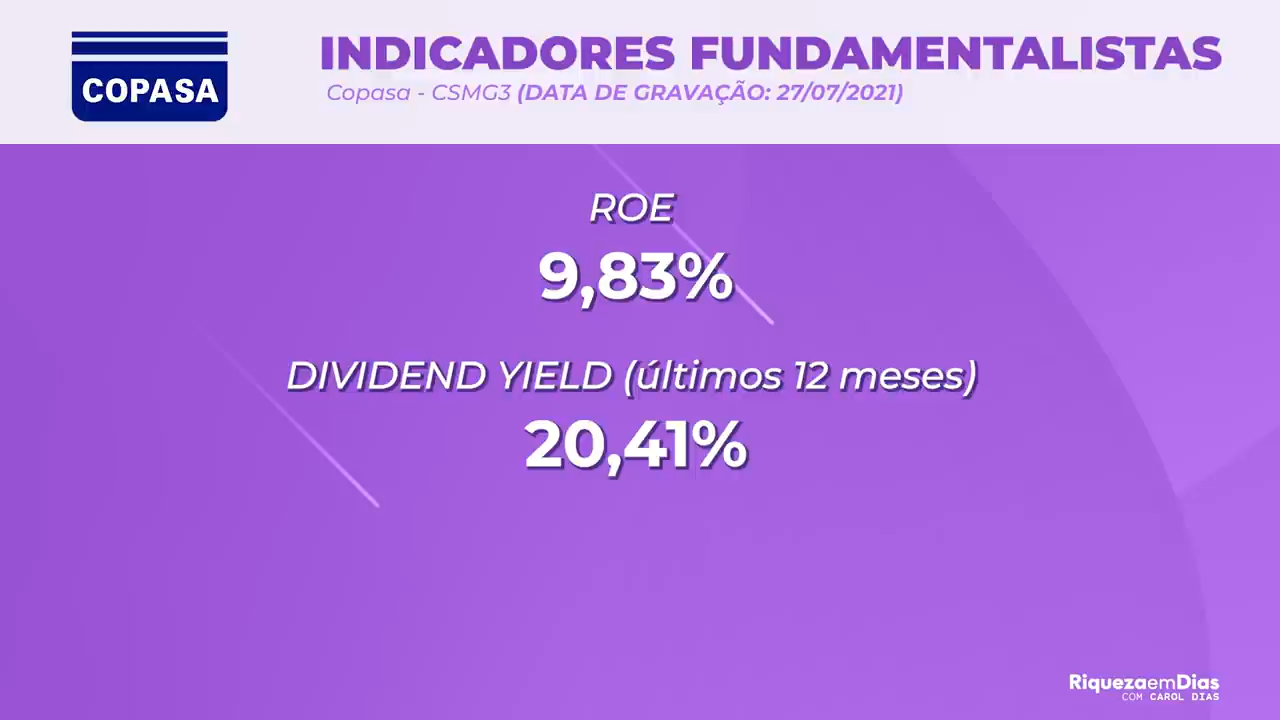 COPASA
INDICADORES FUNDAMENTALISTAS
Copasa - CSMG3 (DATA DE GRAVAÇÃO: 27/07/2021)
ROE
9,83%
DIVIDEND YIELD (últimos 12 meses)
20,41%
RiquezaemDias
COM CAROL DIAS